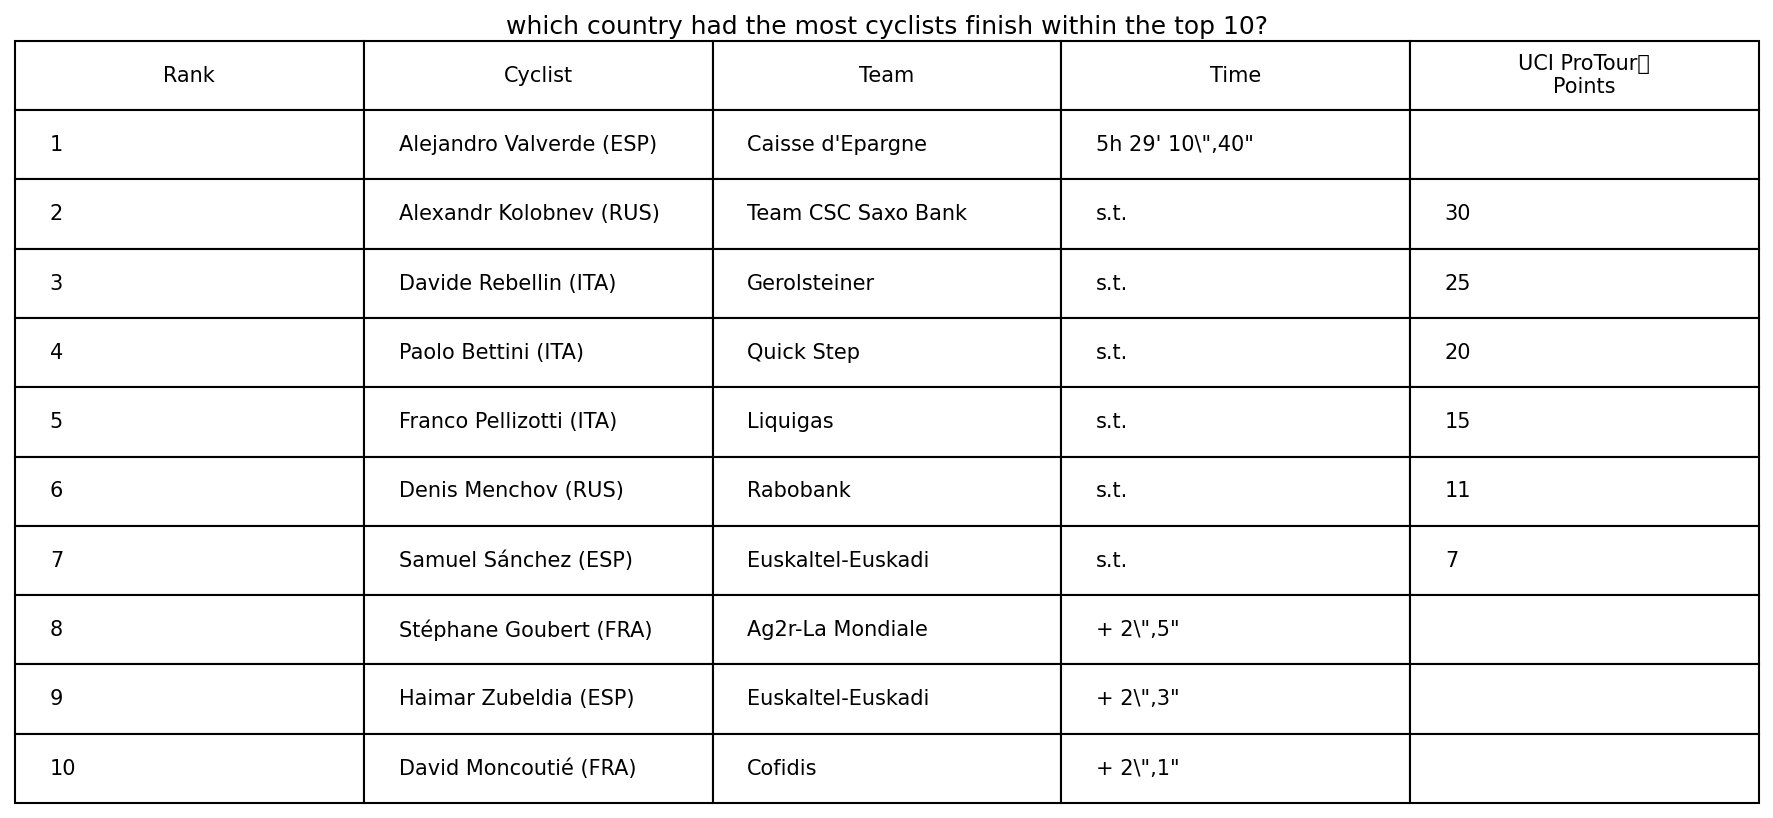 which country had the most cyclists finish within the top 10?
Rank Cyclist Team Time UCI ProTour
Points
1 Alejandro Valverde (ESP) Caisse d'Epargne 5h 29' 10\",40"
2 Alexandr Kolobnev (RUS) Team CSC Saxo Bank s.t. 30
3 Davide Rebellin (ITA) Gerolsteiner s.t. 25
4 Paolo Bettini (ITA) Quick Step s.t. 20
5 Franco Pellizotti (ITA) Liquigas s.t. 15
6 Denis Menchov (RUS) Rabobank s.t. 11
7 Samuel Sánchez (ESP) Euskaltel-Euskadi s.t. 7
8 Stéphane Goubert (FRA) Ag2r-La Mondiale + 2\",5"
9 Haimar Zubeldia (ESP) Euskaltel-Euskadi + 2\",3"
10 David Moncoutié (FRA) Cofidis + 2\",1"